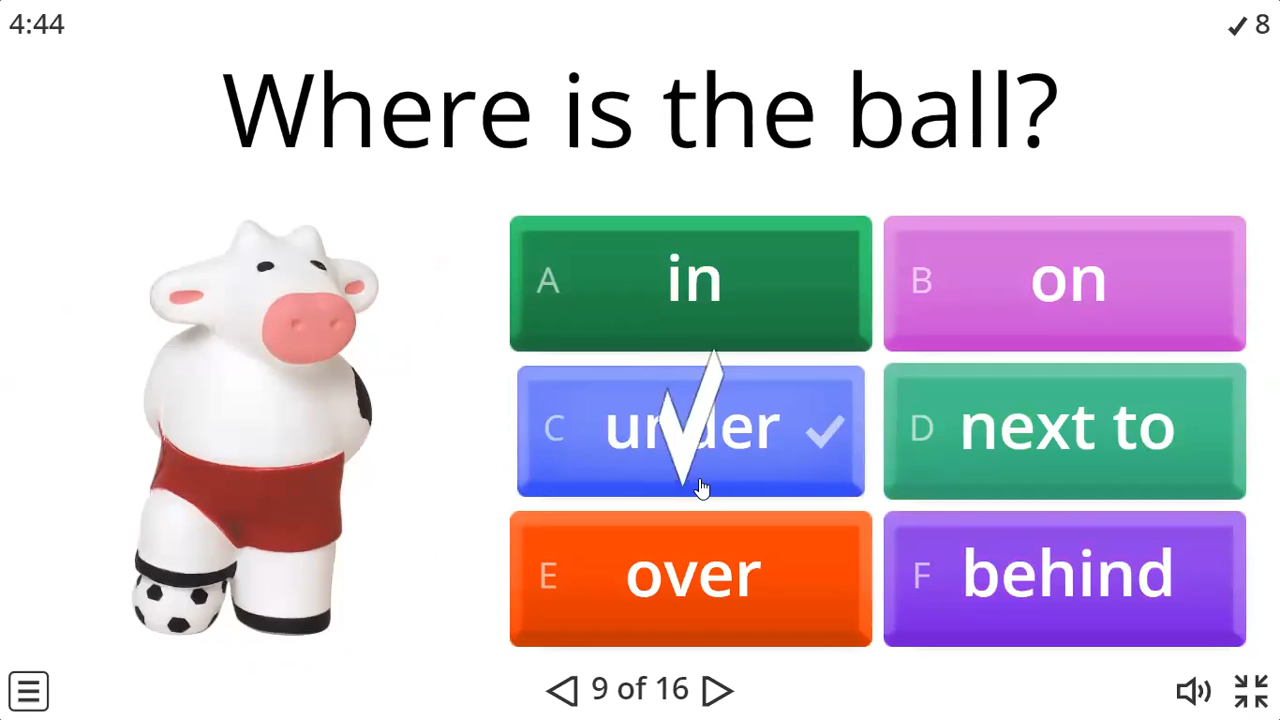 4:44
✓ 8
Where is the ball?
A in
B on
C under
D next to
E over
F behind
9 of 16